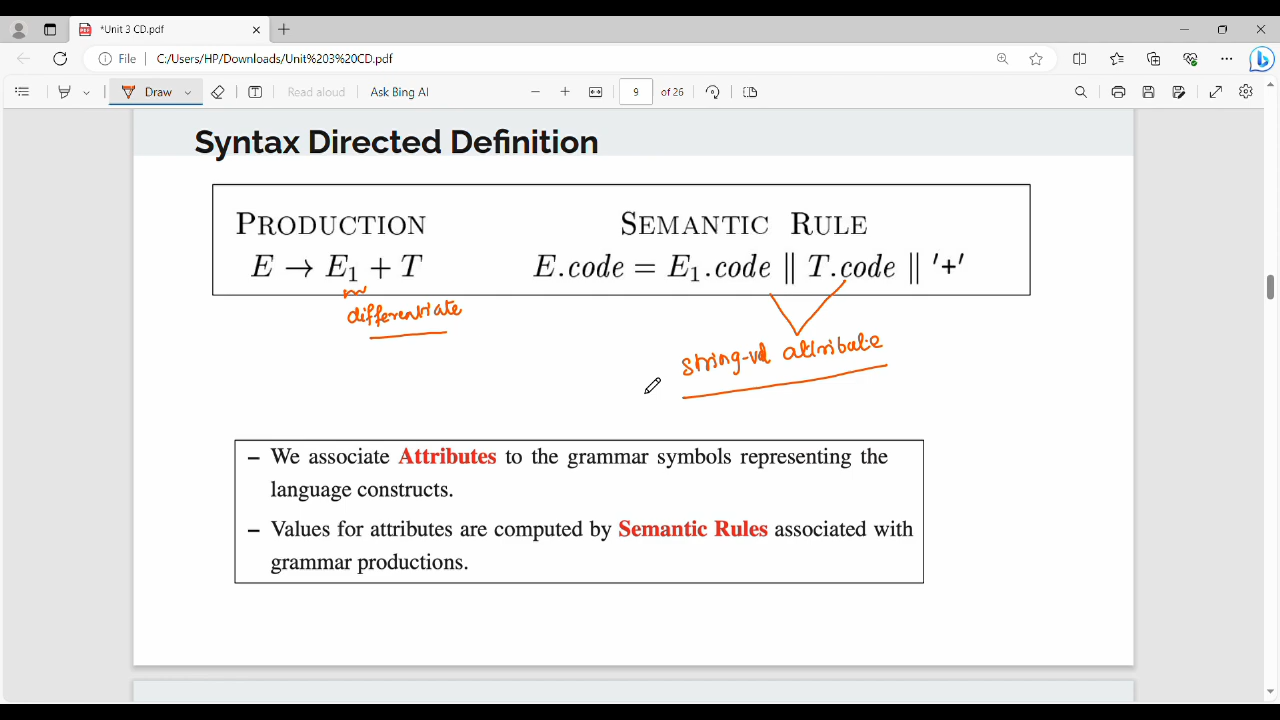 *Unit 3 CD.pdf
File C:/Users/HP/Downloads/Unit%203%20CD.pdf
Draw Read aloud Ask Bing AI 9 of 26
Syntax Directed Definition
PRODUCTION SEMANTIC RULE
E → E₁ + T E.code = E₁.code || T.code || '+'
differentiate
string-vd attribute
– We associate Attributes to the grammar symbols representing the
language constructs.
– Values for attributes are computed by Semantic Rules associated with
grammar productions.